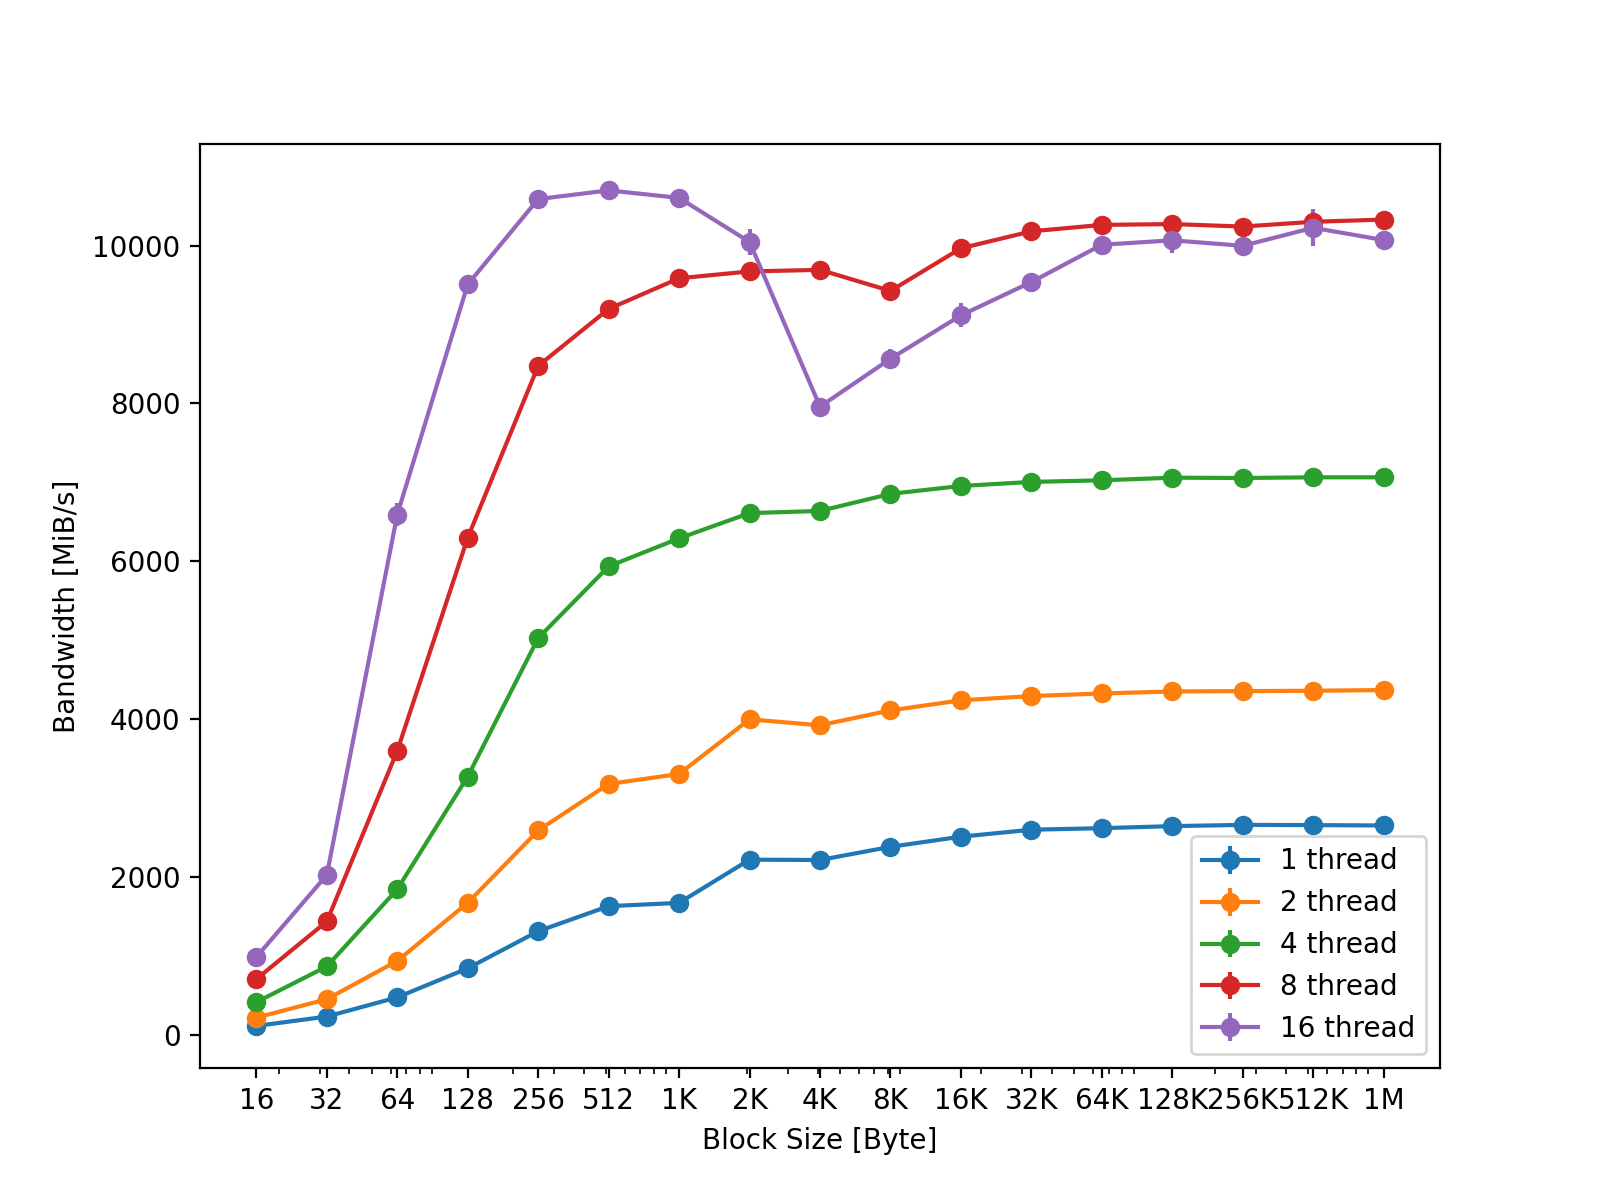 10000
8000
6000
4000
2000
0
Bandwidth [MiB/s]
16 32 64 128 256 512 1K 2K 4K 8K 16K 32K 64K 128K 256K 512K 1M
Block Size [Byte]
1 thread
2 thread
4 thread
8 thread
16 thread